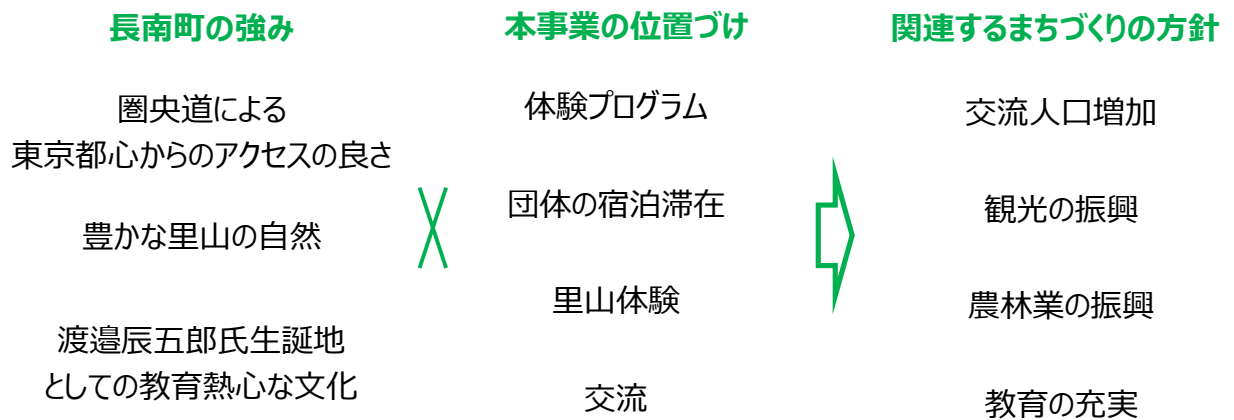 長南町の強み
圏央道による
東京都心からのアクセスの良さ
豊かな里山の自然
渡邉辰五郎氏生誕地
としての教育熱心な文化
本事業の位置づけ
体験プログラム
団体の宿泊滞在
里山体験
交流
関連するまちづくりの方針
交流人口増加
観光の振興
農林業の振興
教育の充実